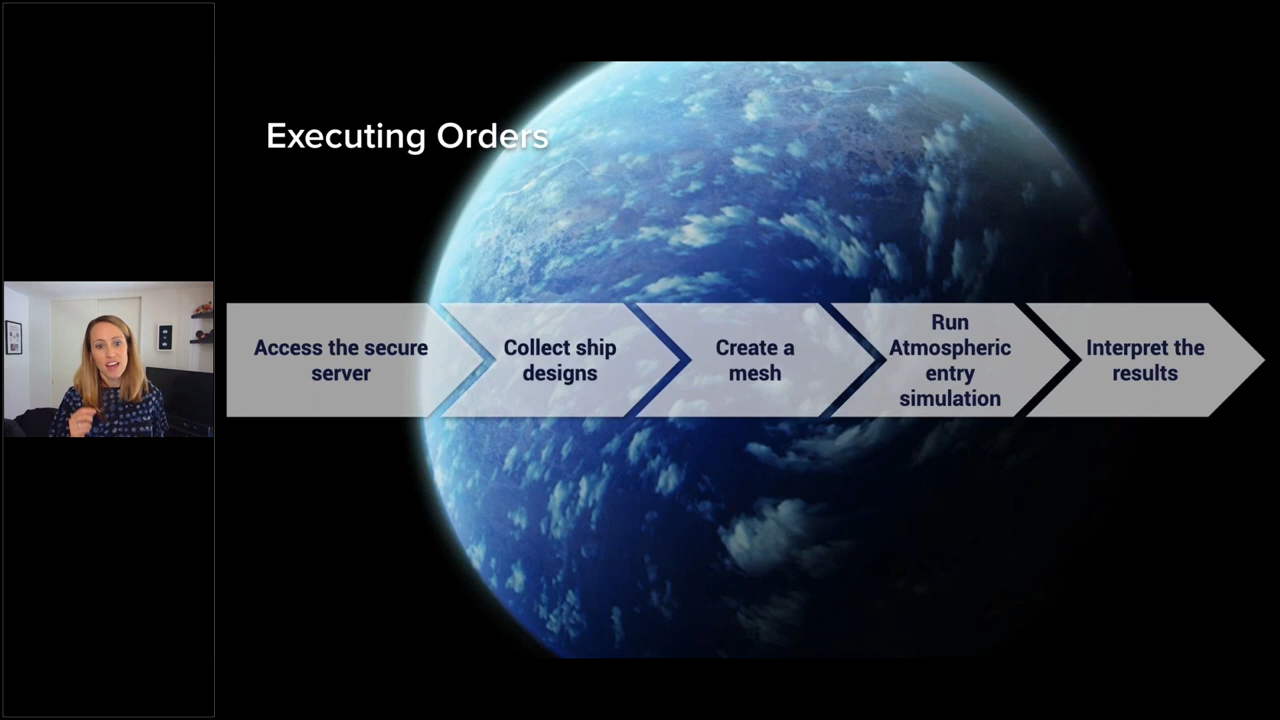 Executing Orders
Access the secure
server
Collect ship
designs
Create a
mesh
Run
Atmospheric
entry
simulation
Interpret the
results